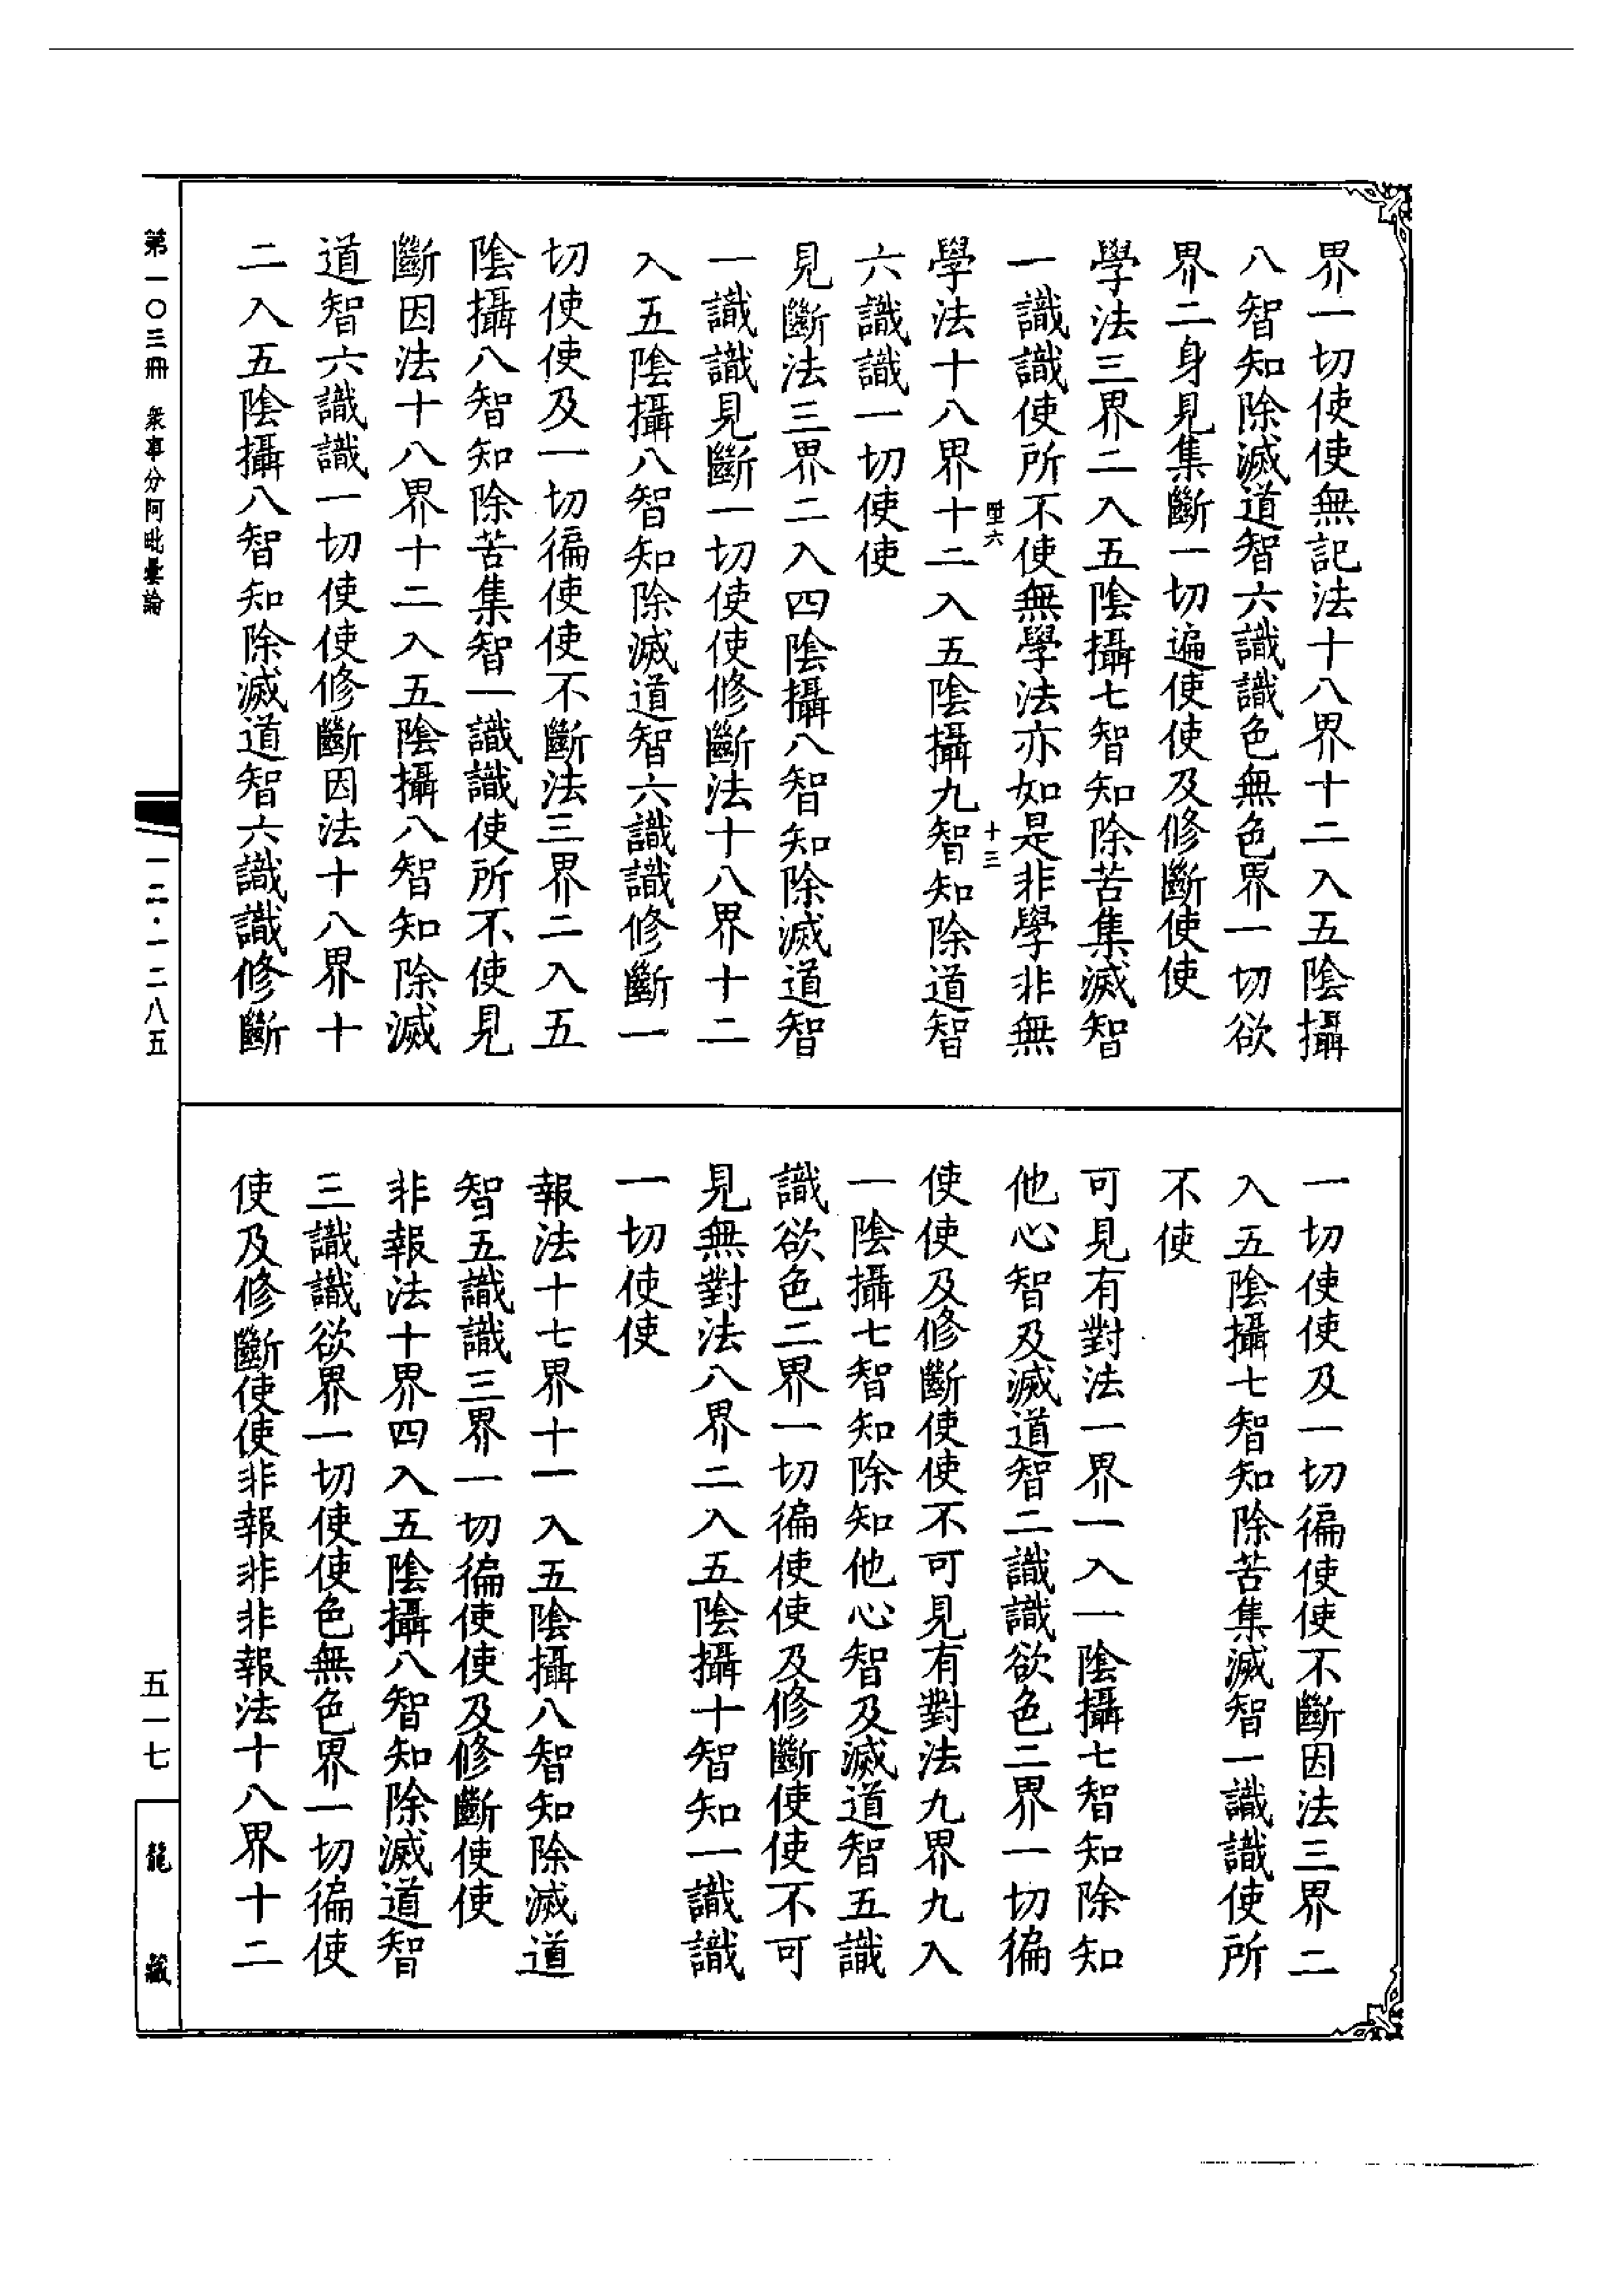 界一切使使無記法十八界十二入五陰攝
八智知除滅道智六識識色無色界一切欲
界二身見集斷一切遍使使及修斷使使
學法三界二入五陰攝七智知除苦集滅智
一識識使所不使無學法亦如是非學非無
六 十三
學法十八界十二入五陰攝九智知除道智
六識識一切使使
見斷法三界二入四陰攝八智知除滅道智
一識識見斷一切使使修斷法十八界十二
入五陰攝八智知除滅道智六識識修斷一
切使使及一切徧使使不斷法三界二入五
陰攝八智知除苦集智一識識使所不使見
斷因法十八界十二入五陰攝八智知除滅
道智六識識一切使使修斷因法十八界十
二入五陰攝八智知除滅道智六識識修斷
一切使使及一切徧使使不斷因法三界二
入五陰攝七智知除苦集滅智一識識使所
不使
可見有對法一界一入一陰攝七智知除知
他心智及滅道智二識識欲色二界一切徧
使使及修斷使使不可見有對法九界九入
一陰攝七智知除知他心智及滅道智五識
識欲色二界一切徧使使及修斷使使不可
見無對法八界二入五陰攝十智知一識識
一切使使
報法十七界十一入五陰攝八智知除滅道
智五識識三界一切徧使使及修斷使使
非報法十界四入五陰攝八智知除滅道智
三識識欲界一切使使色無色界一切徧使
使及修斷使使非報非非報法十八界十二
第一〇三冊 衆事分阿毗曇論
一二·一二八五
五一七
龍藏